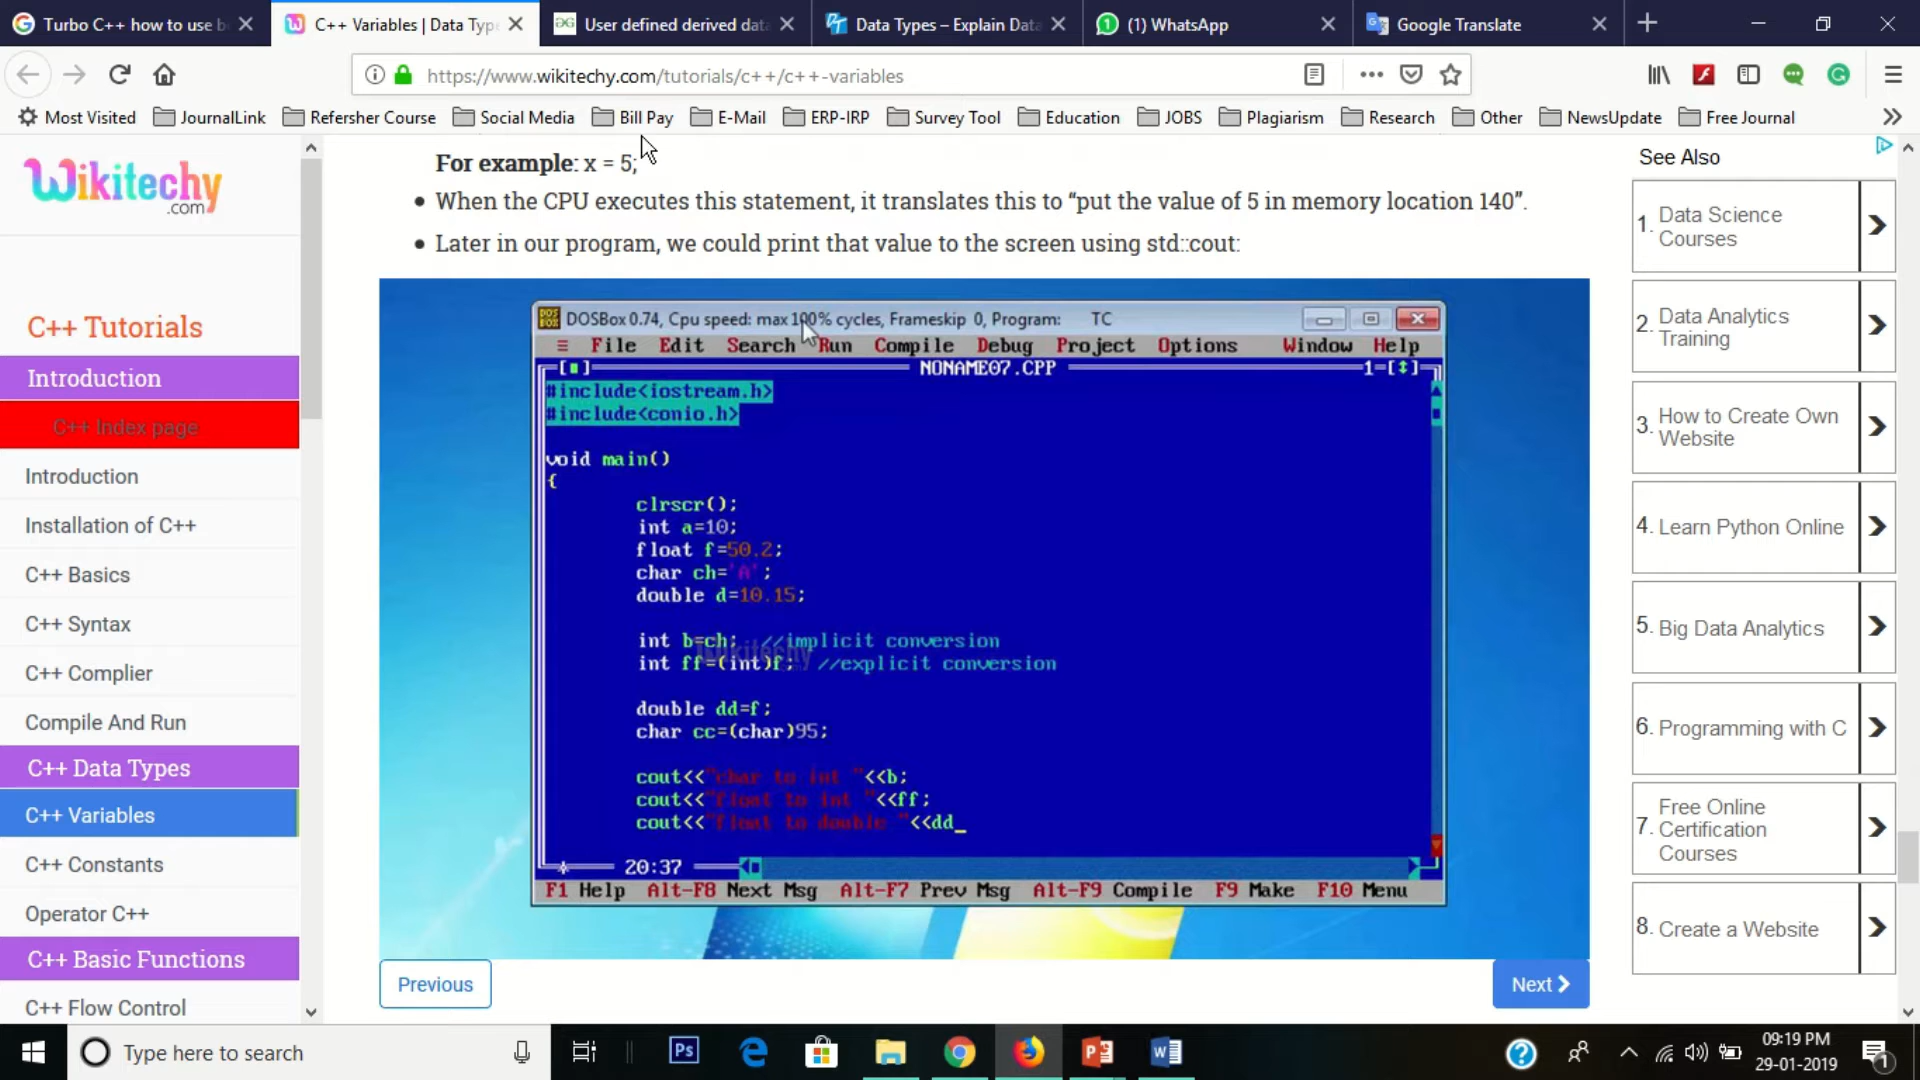 Turbo C++ how to use b
C++ Variables | Data Type
User defined derived dat
Data Types – Explain Dat
(1) WhatsApp
Google Translate
https://www.wikitechy.com/tutorials/c++/c++-variables
Most Visited
JournalLink
Refersher Course
Social Media
Bill Pay
E-Mail
ERP-IRP
Survey Tool
Education
JOBS
Plagiarism
Research
Other
NewsUpdate
Free Journal
Wikitechy
.com
C++ Tutorials
Introduction
C++ Index page
Introduction
Installation of C++
C++ Basics
C++ Syntax
C++ Complier
Compile And Run
C++ Data Types
C++ Variables
C++ Constants
Operator C++
C++ Basic Functions
C++ Flow Control
For example: x = 5;
When the CPU executes this statement, it translates this to “put the value of 5 in memory location 140”.
Later in our program, we could print that value to the screen using std::cout:
DOSBox 0.74, Cpu speed: max 100% cycles, Frameskip 0, Program: TC
File Edit Search Run Compile Debug Project Options Window Help
NONAME07.CPP
1
#include<iostream.h>
#include<conio.h>
void main()
{
clrscr();
int a=10;
float f=50.2;
char ch='A';
double d=10.15;
int b=ch; //implicit conversion
Wikitechy
int ff=(int)f; //explicit conversion
double dd=f;
char cc=(char)95;
cout<<"char to int "<<b;
cout<<"float to int "<<ff;
cout<<"float to double "<<dd_
20:37
F1 Help Alt-F8 Next Msg Alt-F7 Prev Msg Alt-F9 Compile F9 Make F10 Menu
Previous
Next
See Also
1. Data Science
Courses
2. Data Analytics
Training
3. How to Create Own
Website
4. Learn Python Online
5. Big Data Analytics
6. Programming with C
7. Free Online
Certification
Courses
8. Create a Website
Type here to search
Ps
09:19 PM
29-01-2019
1